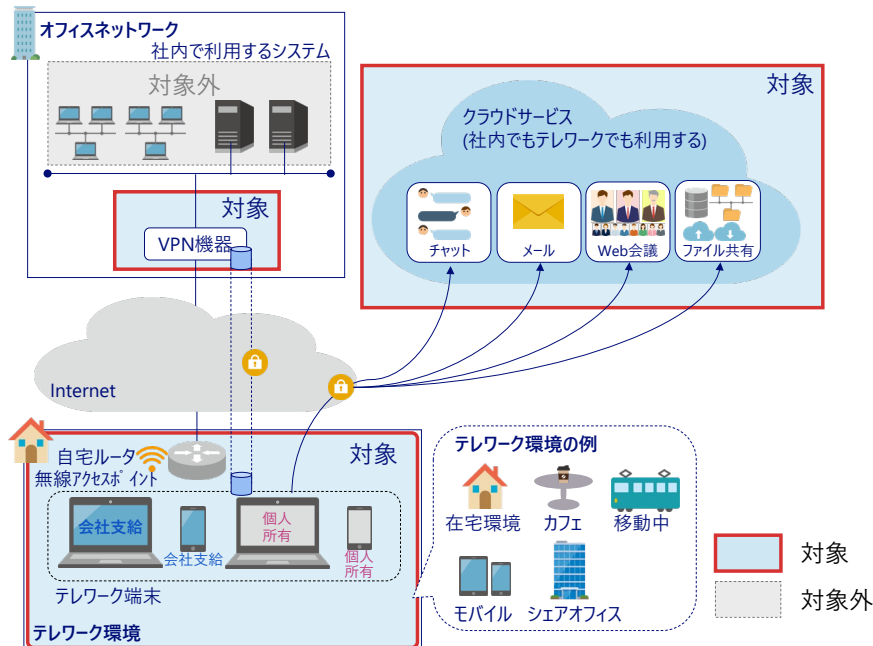 オフィスネットワーク
社内で利用するシステム
対象外
対象
VPN機器
対象
クラウドサービス
(社内でもテレワークでも利用する)
チャット
メール
Web会議
ファイル共有
Internet
対象
自宅ルータ
無線アクセスポイント
会社支給
会社支給
個人
所有
個人
所有
テレワーク端末
テレワーク環境
テレワーク環境の例
在宅環境
カフェ
移動中
モバイル
シェアオフィス
対象
対象外